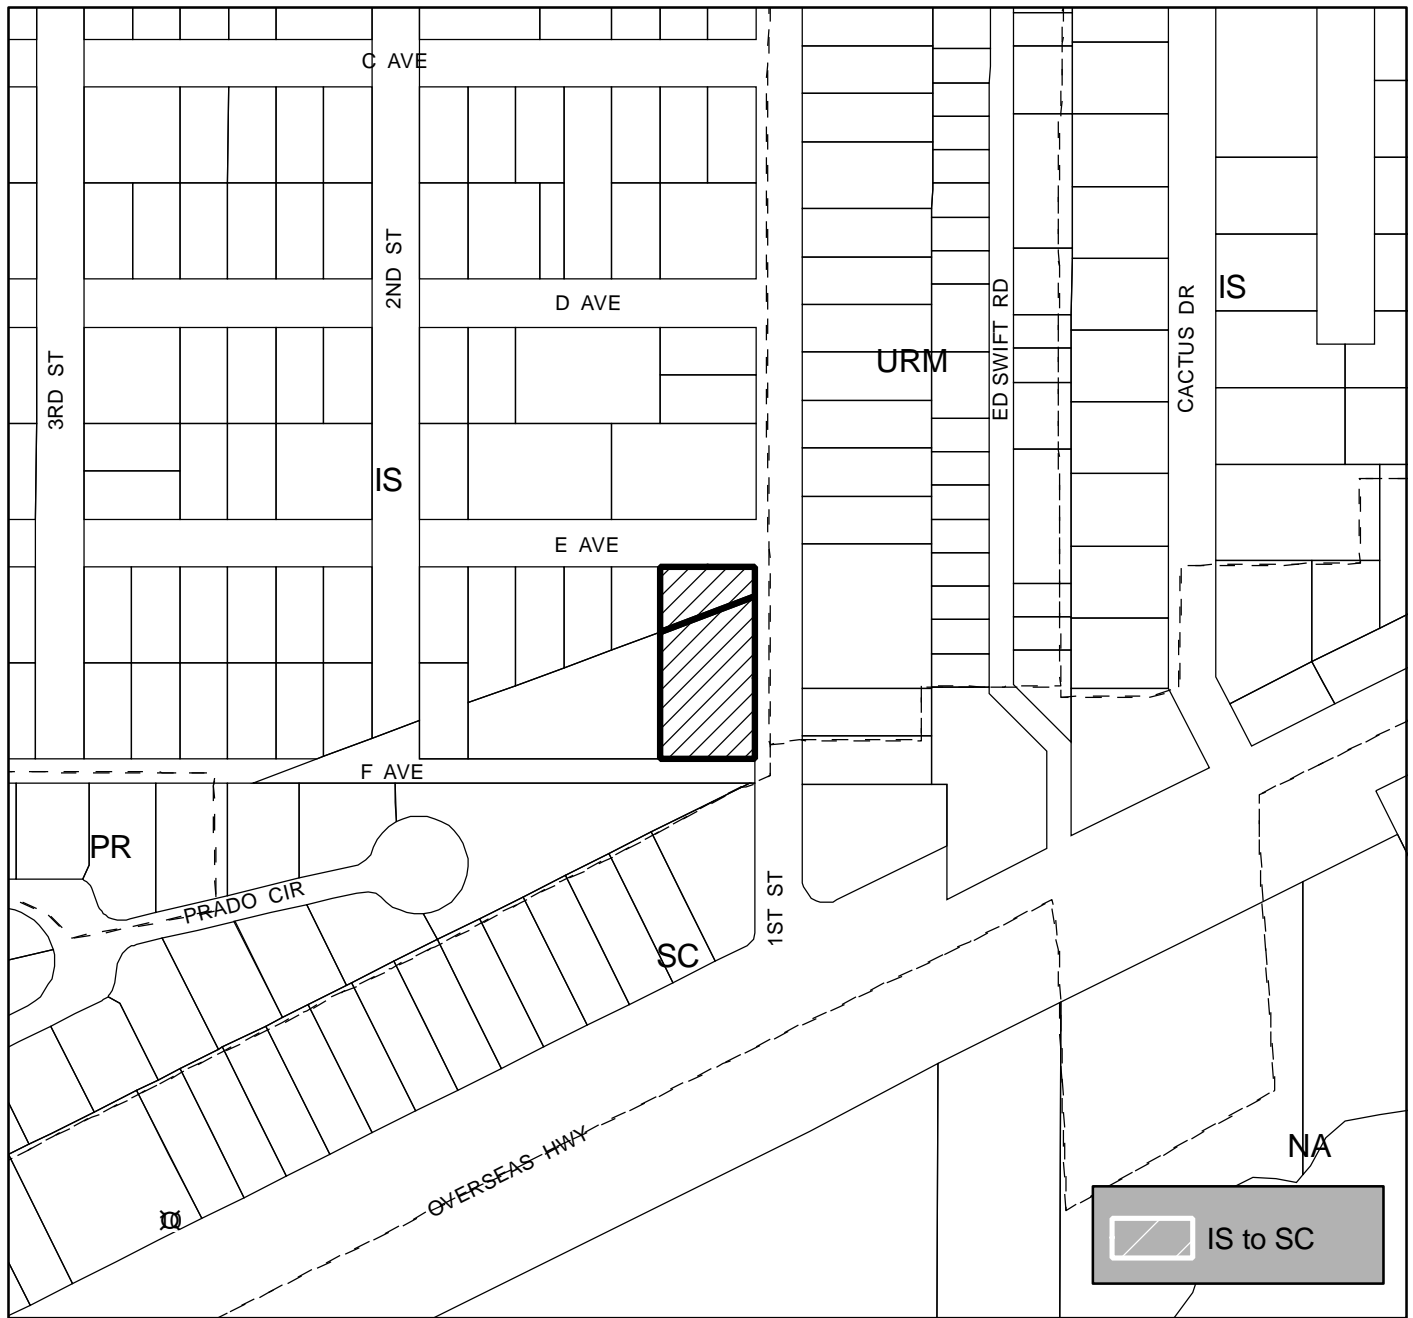 C AVE
2ND ST
D AVE
ED SWIFT RD
CACTUS DR
IS
3RD ST
URM
IS
E AVE
F AVE
PR
PRADO CIR
1ST ST
SC
OVERSEAS HWY
NA
IS to SC